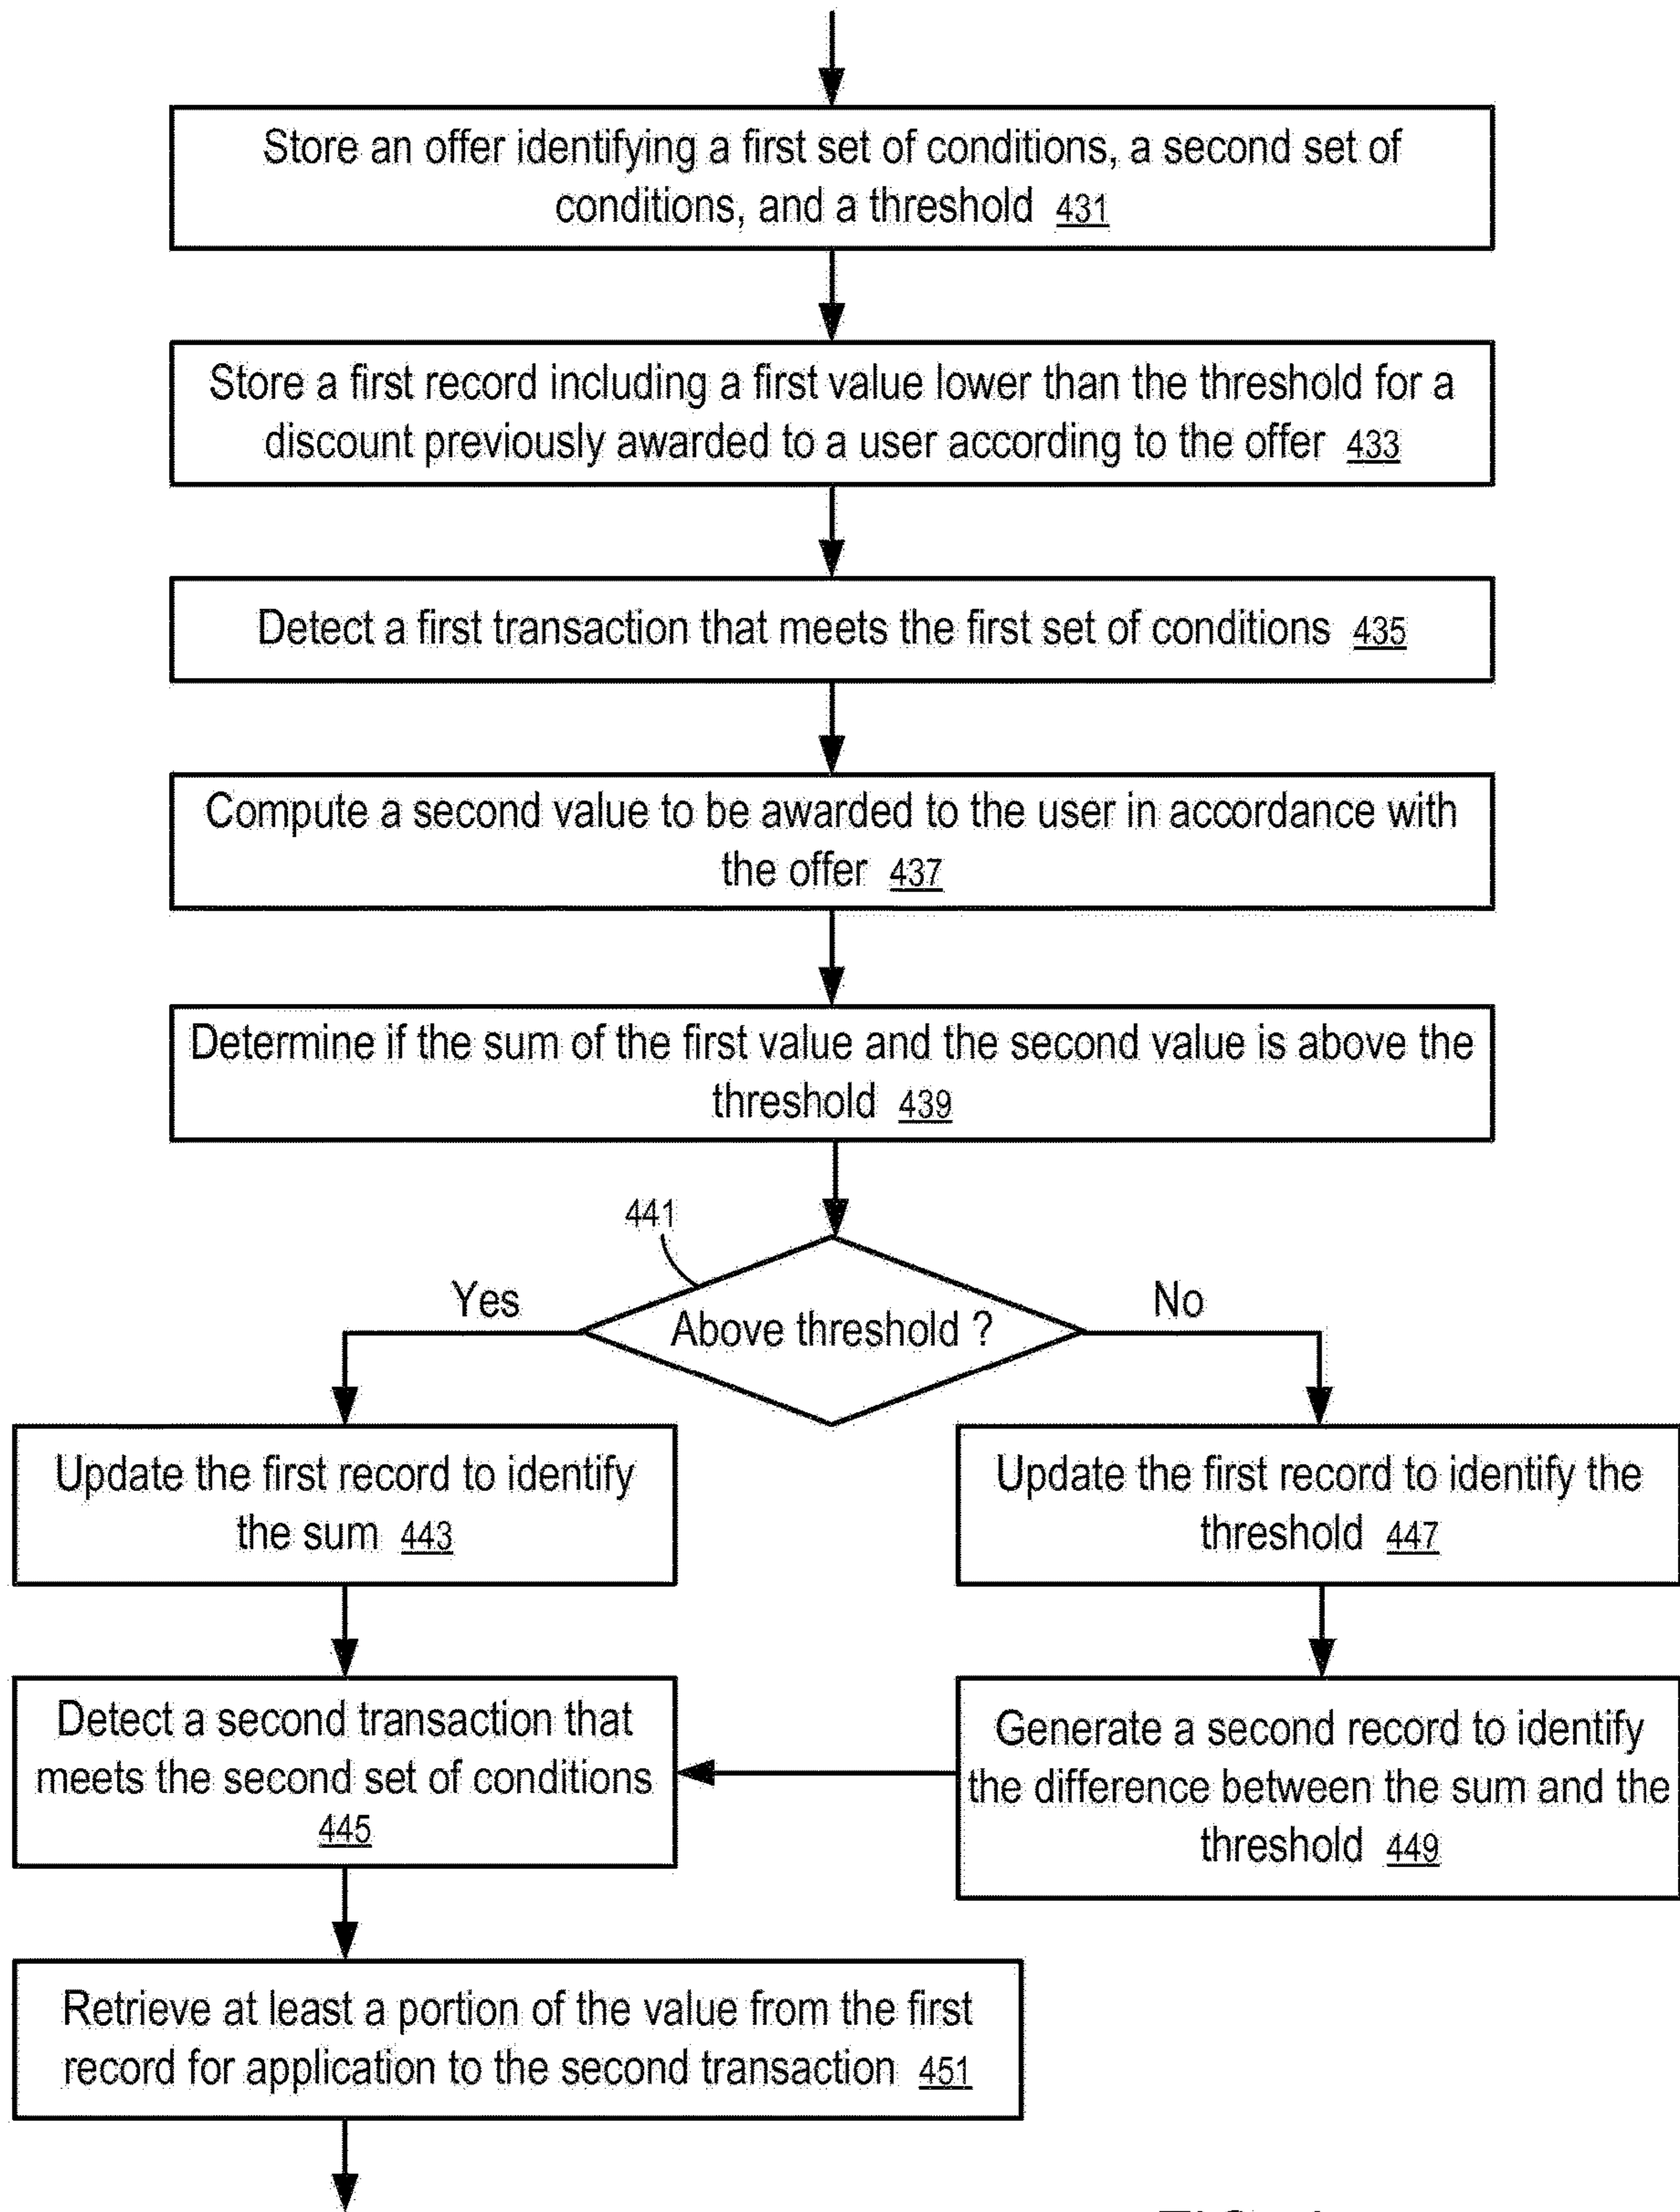 Store an offer identifying a first set of conditions, a second set of
conditions, and a threshold 431
Store a first record including a first value lower than the threshold for a
discount previously awarded to a user according to the offer 433
Detect a first transaction that meets the first set of conditions 435
Compute a second value to be awarded to the user in accordance with
the offer 437
Determine if the sum of the first value and the second value is above the
threshold 439
441
Yes
Above threshold ?
No
Update the first record to identify
the sum 443
Update the first record to identify the
threshold 447
Detect a second transaction that
meets the second set of conditions
445
Generate a second record to identify
the difference between the sum and the
threshold 449
Retrieve at least a portion of the value from the first
record for application to the second transaction 451